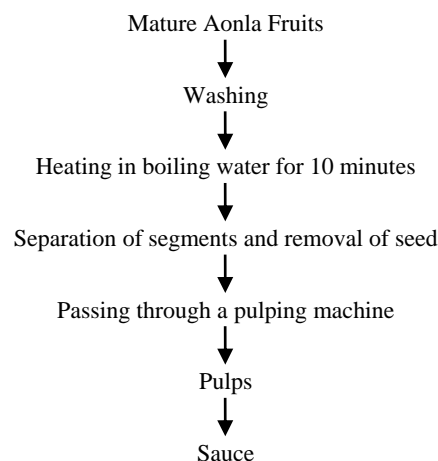 Mature Aonla Fruits
Washing
Heating in boiling water for 10 minutes
Separation of segments and removal of seed
Passing through a pulping machine
Pulps
Sauce